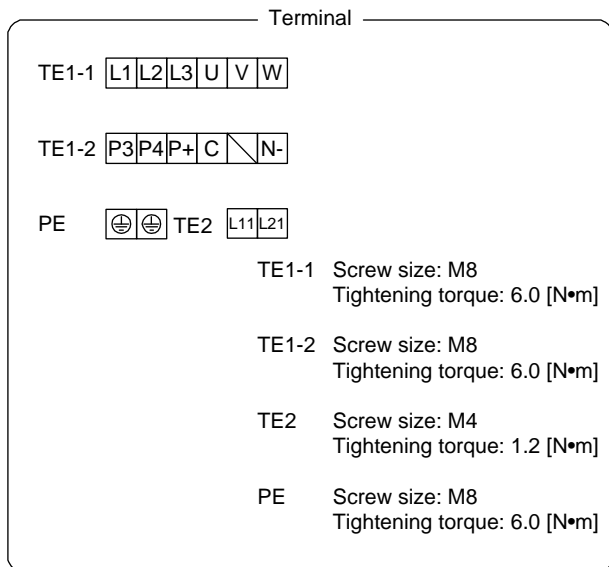 Terminal
TE1-1 L1 L2 L3 U V W
TE1-2 P3 P4 P+ C N-
PE TE2 L11 L21
TE1-1 Screw size: M8
Tightening torque: 6.0 [N•m]
TE1-2 Screw size: M8
Tightening torque: 6.0 [N•m]
TE2 Screw size: M4
Tightening torque: 1.2 [N•m]
PE Screw size: M8
Tightening torque: 6.0 [N•m]